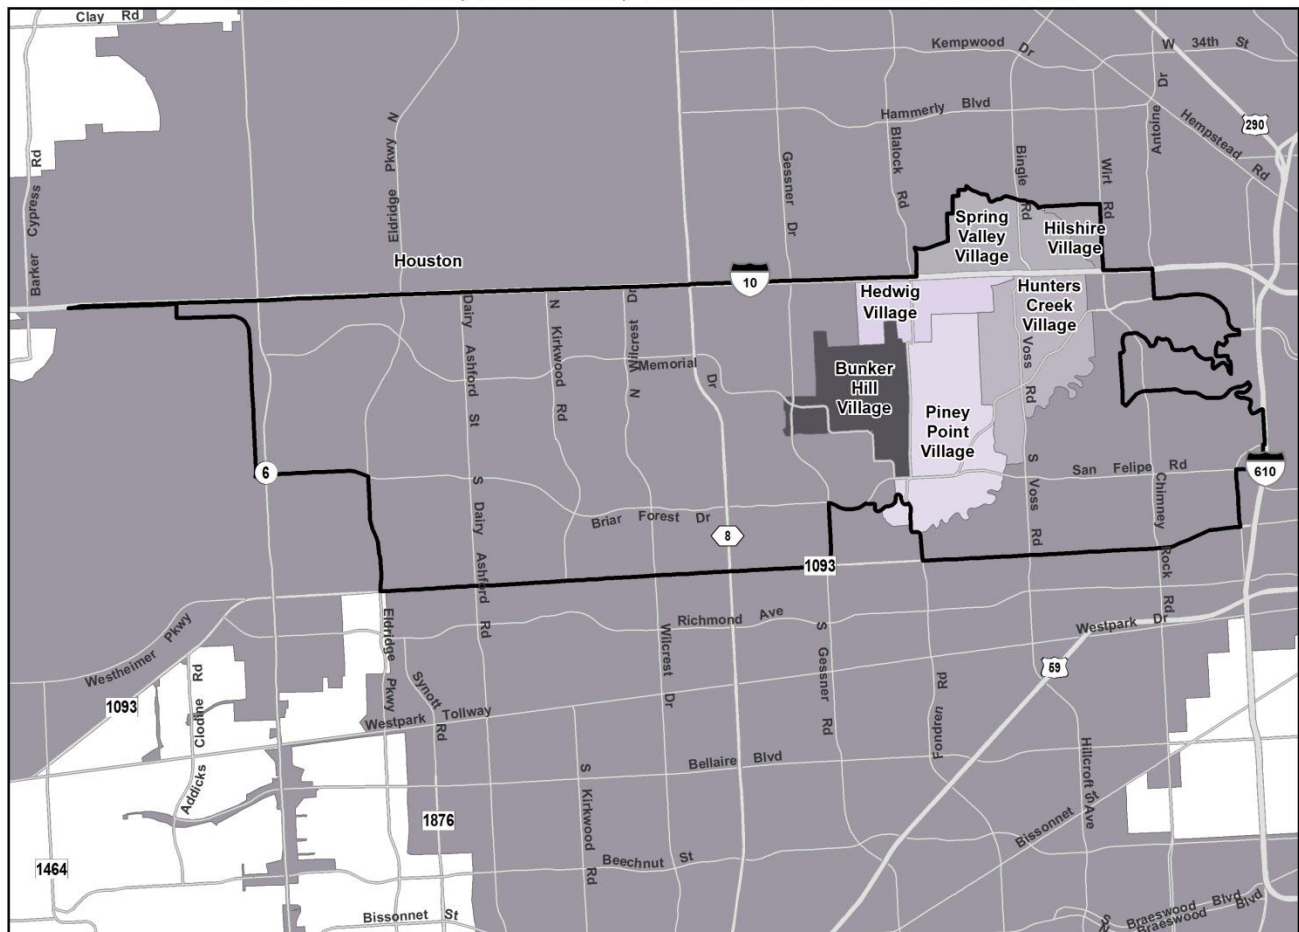 Clay Rd
Kempwood Dr
W 34th St
Hammerly Blvd
Antoine Dr
290
Hempstead Rd
Barker Cypress Rd
Eldridge Pkwy N
Gessner Dr
Blalock Rd
Bingle Rd
Wirt Rd
Spring
Valley
Village
Hilshire
Village
Houston
10
Hedwig
Village
Hunters
Creek
Village
Dairy Ashford St
N Kirkwood Rd
N Wilcrest Dr
Memorial Dr
Voss Rd
Bunker
Hill
Village
Piney
Point
Village
6
S Dairy Ashford Rd
Briar Forest Dr
8
S Voss Rd
San Felipe Rd
Chimney Rock Rd
610
1093
Richmond Ave
Westpark Dr
Westheimer Pkwy
1093
Addicks Clodine Rd
Eldridge Pkwy
Synott Rd
Westpark Tollway
Wilcrest Dr
S Gessner Rd
Fondren Rd
59
Bellaire Blvd
Hillcroft Ave
Bissonnet St
S Kirkwood Rd
1876
1464
Beechnut St
Bissonnet St
S Braeswood Blvd
N Braeswood Blvd